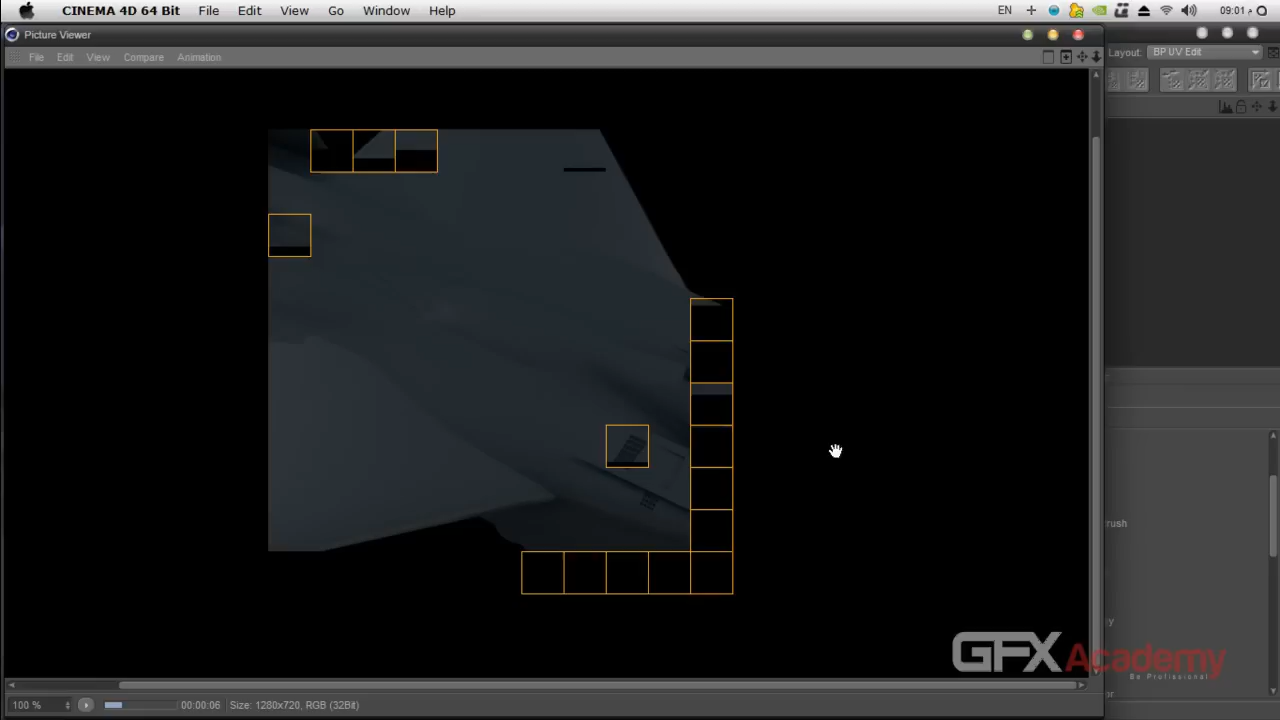 CINEMA 4D 64 Bit File Edit View Go Window Help EN 09:01 م
Picture Viewer
Layout: BP UV Edit
File Edit View Compare Animation
rush
GFX Academy
Be Profissional
100 % 00:00:06 Size: 1280x720, RGB (32Bit)